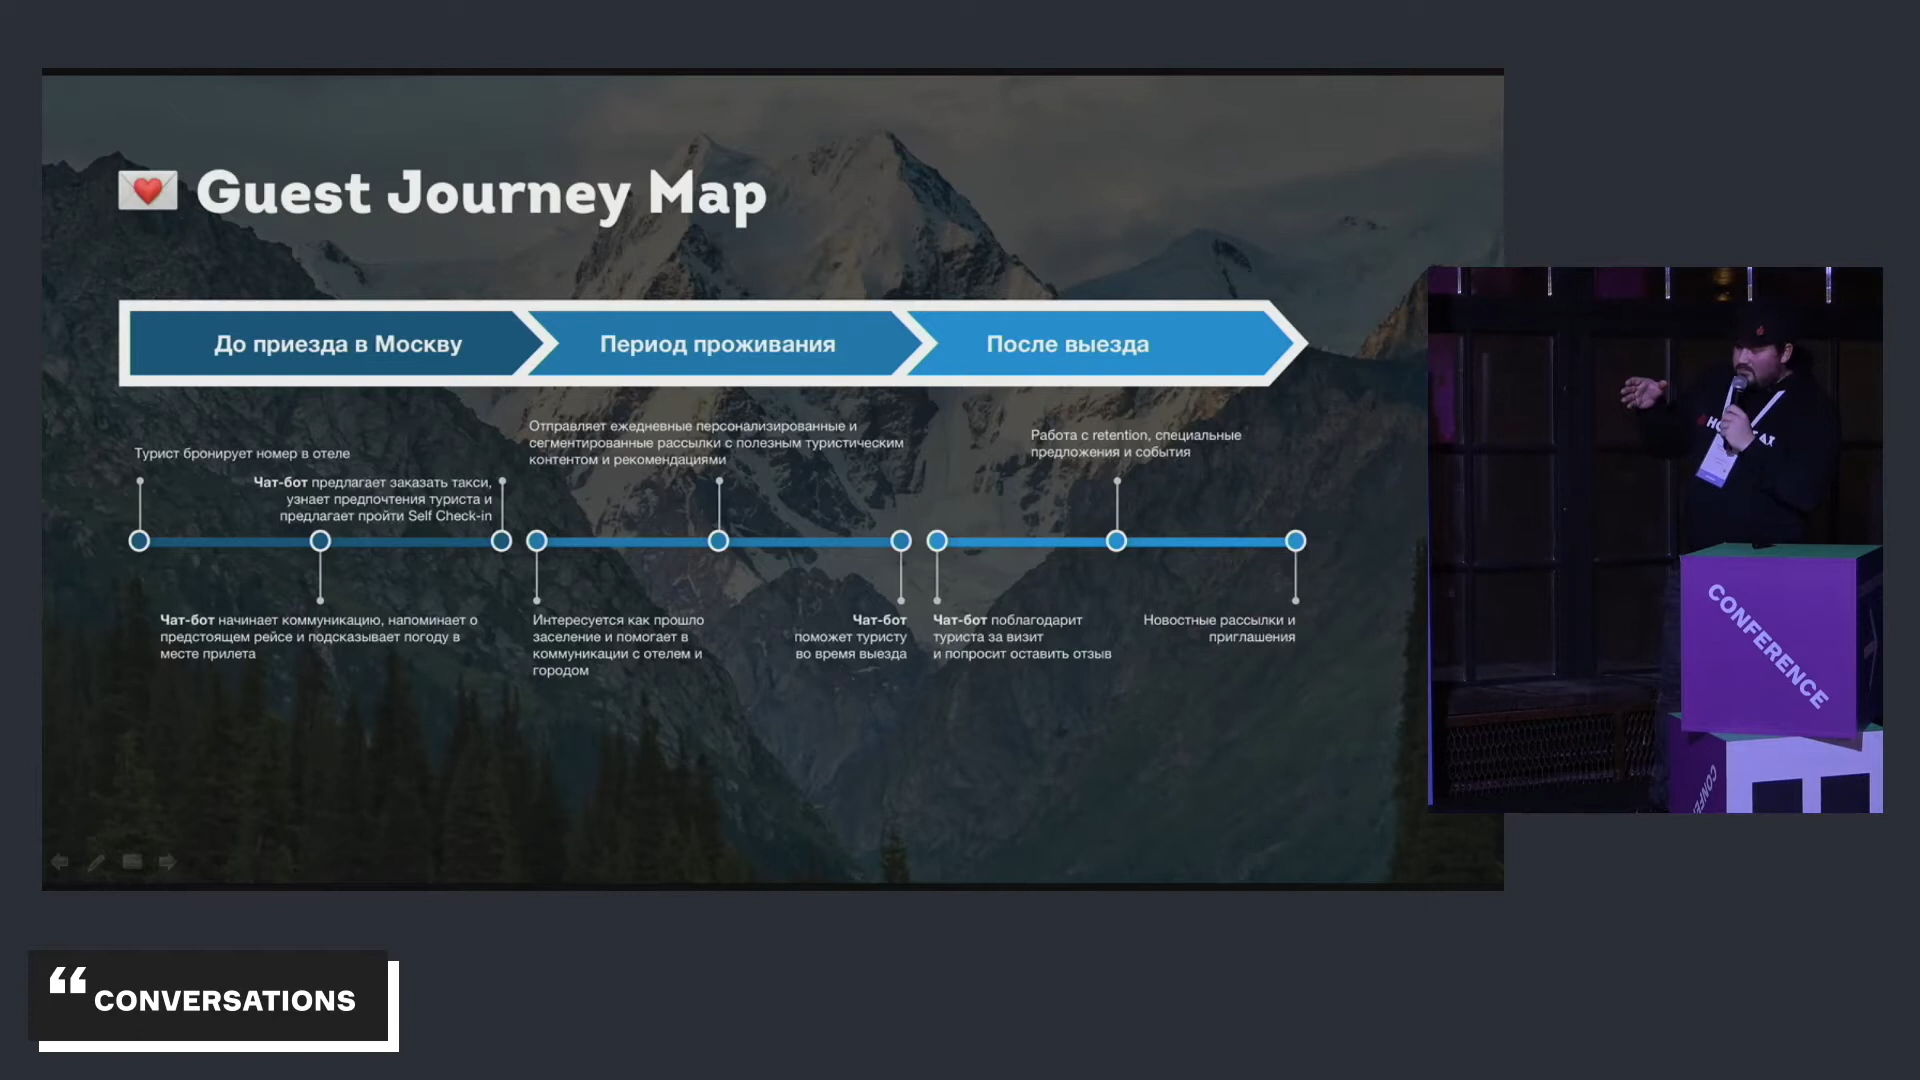 Guest Journey Map
До приезда в Москву
Период проживания
После выезда
Турист бронирует номер в отеле
Чат-бот предлагает заказать такси,
узнает предпочтения туриста и
предлагает пройти Self Check-in
Отправляет ежедневные персонализированные и
сегментированные рассылки с полезным туристическим
контентом и рекомендациями
Работа с retention, специальные
предложения и события
Чат-бот начинает коммуникацию, напоминает о
предстоящем рейсе и подсказывает погоду в
месте прилета
Интересуется как прошло
заселение и помогает в
коммуникации с отелем и
городом
Чат-бот
поможет туристу
во время выезда
Чат-бот поблагодарит
туриста за визит
и попросит оставить отзыв
Новостные рассылки и
приглашения
CONFERENCE
“ CONVERSATIONS